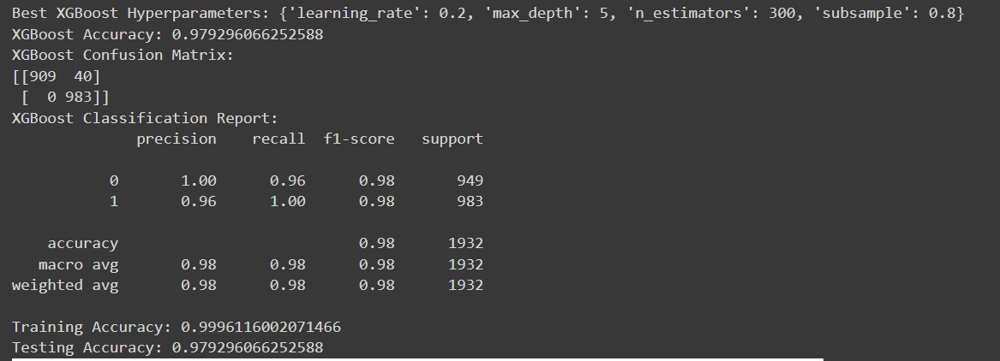 Best XGBoost Hyperparameters: {'learning_rate': 0.2, 'max_depth': 5, 'n_estimators': 300, 'subsample': 0.8}
XGBoost Accuracy: 0.979296066252588
XGBoost Confusion Matrix:
[[909  40]
 [  0 983]]
XGBoost Classification Report:
              precision    recall  f1-score   support

           0       1.00      0.96      0.98       949
           1       0.96      1.00      0.98       983

    accuracy                           0.98      1932
   macro avg       0.98      0.98      0.98      1932
weighted avg       0.98      0.98      0.98      1932

Training Accuracy: 0.9996116002071466
Testing Accuracy: 0.979296066252588